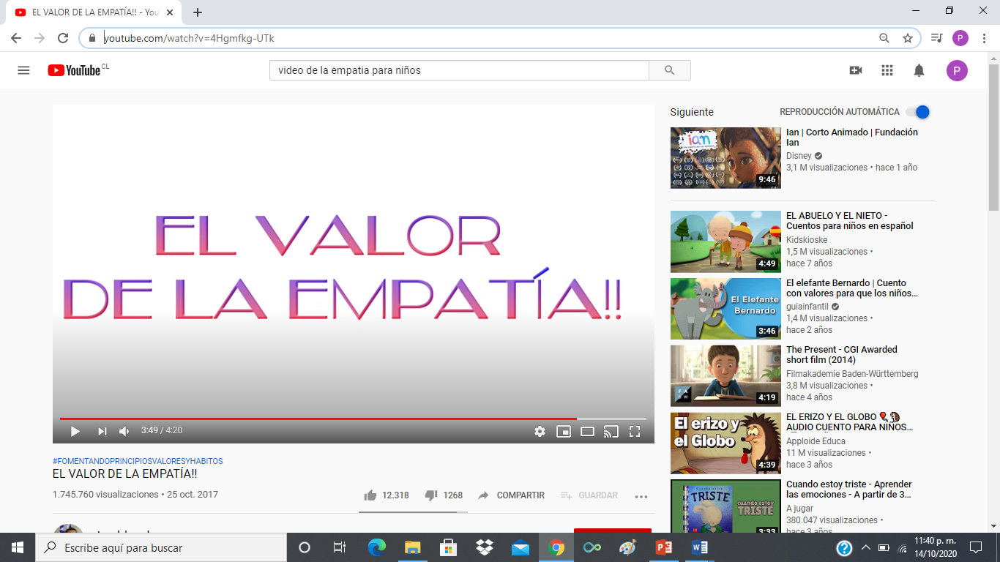 EL VALOR DE LA EMPATÍA!! - You
youtube.com/watch?v=4Hgmfkg-UTk
P
YouTube CL
video de la empatia para niños
P
EL VALOR
DE LA EMPATÍA!!
3:49 / 4:20
#FOMENTANDOPRINCIPIOSVALORESYHABITOS
EL VALOR DE LA EMPATÍA!!
1.745.760 visualizaciones • 25 oct. 2017
12.318
1268
COMPARTIR
GUARDAR
Siguiente
REPRODUCCIÓN AUTOMÁTICA
ian
9:46
Ian | Corto Animado | Fundación
Ian
Disney
3,1 M visualizaciones • hace 1 año
4:49
EL ABUELO Y EL NIETO -
Cuentos para niños en español
Kidskioske
1,5 M visualizaciones •
hace 7 años
El Elefante
Bernardo
3:46
El elefante Bernardo | Cuento
con valores para que los niños...
guiainfantil
1,4 M visualizaciones •
hace 2 años
4:19
The Present - CGI Awarded
short film (2014)
Filmakademie Baden-Württemberg
3,8 M visualizaciones •
hace 4 años
El erizo y
el Globo
4:39
EL ERIZO Y EL GLOBO
AUDIO CUENTO PARA NIÑOS...
Apploide Educa
11 M visualizaciones •
hace 3 años
Cuando estoy
TRISTE
cuando estoy
TRISTE
3:33
Cuando estoy triste - Aprender
las emociones - A partir de 3...
A jugar
380.047 visualizaciones •
hace 3 años
Escribe aquí para buscar
11:40 p. m.
14/10/2020